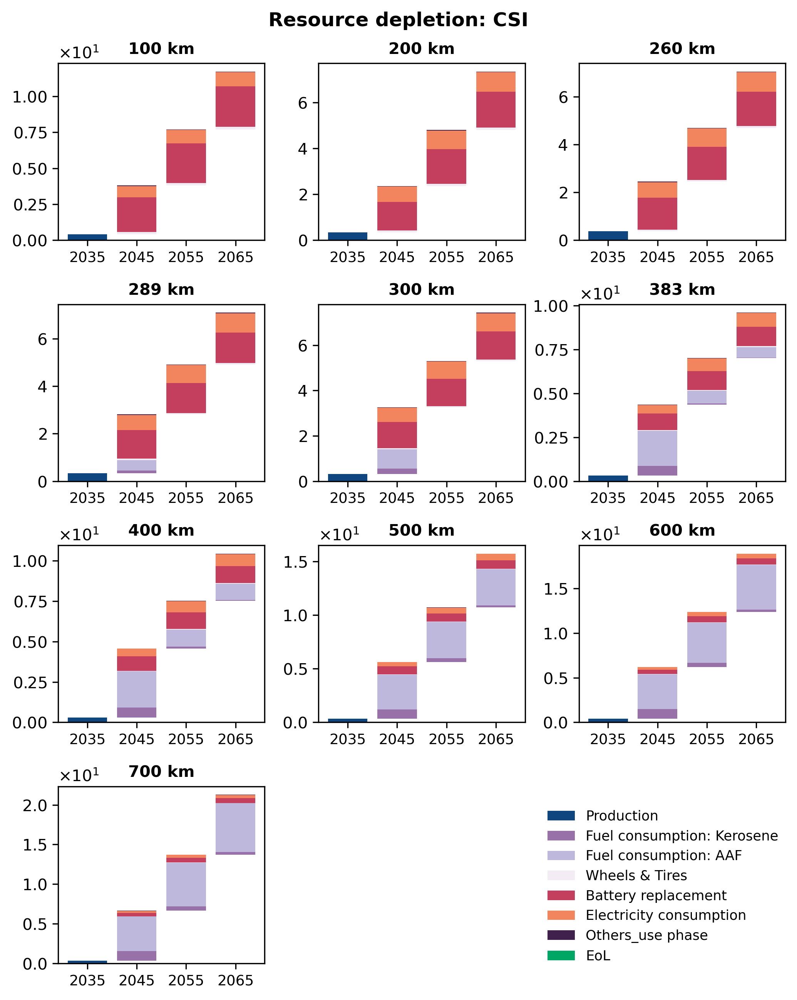 Resource depletion: CSI
×10¹ 100 km
200 km
260 km
1.00
0.75
0.50
0.25
0.00
2035 2045 2055 2065
6
4
2
0
2035 2045 2055 2065
6
4
2
0
2035 2045 2055 2065
289 km
300 km
×10¹ 383 km
6
4
2
0
2035 2045 2055 2065
6
4
2
0
2035 2045 2055 2065
1.00
0.75
0.50
0.25
0.00
2035 2045 2055 2065
×10¹ 400 km
×10¹ 500 km
×10¹ 600 km
1.00
0.75
0.50
0.25
0.00
2035 2045 2055 2065
1.5
1.0
0.5
0.0
2035 2045 2055 2065
1.5
1.0
0.5
0.0
2035 2045 2055 2065
×10¹ 700 km
2.0
1.5
1.0
0.5
0.0
2035 2045 2055 2065
Production
Fuel consumption: Kerosene
Fuel consumption: AAF
Wheels & Tires
Battery replacement
Electricity consumption
Others_use phase
EoL